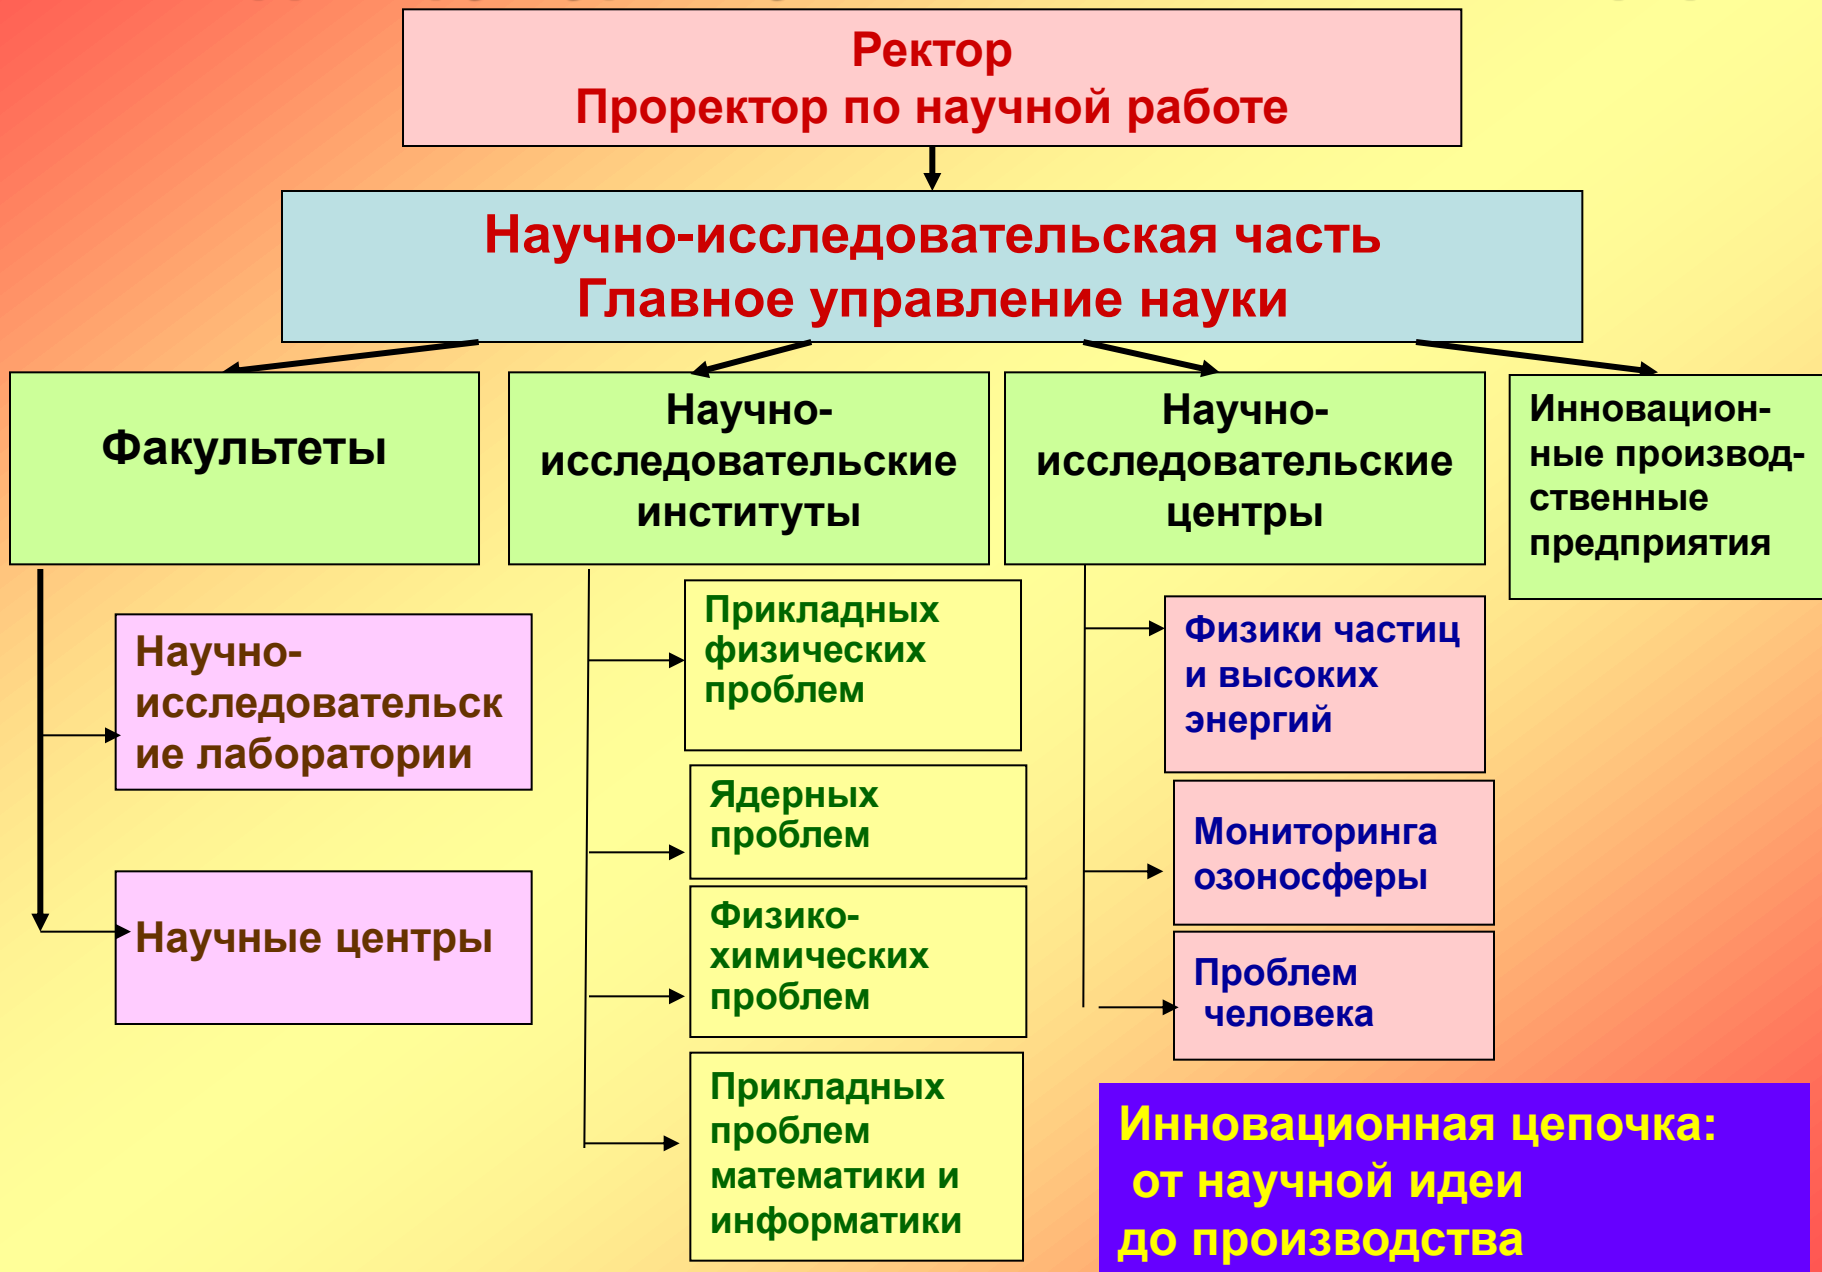 Ректор
Проректор по научной работе
Научно-исследовательская часть
Главное управление науки
Факультеты
Научно-
исследовательские
институты
Научно-
исследовательские
центры
Инновацион-
ные производ-
ственные
предприятия
Научно-
исследовательск
ие лаборатории
Научные центры
Прикладных
физических
проблем
Ядерных
проблем
Физико-
химических
проблем
Прикладных
проблем
математики и
информатики
Физики частиц
и высоких
энергий
Мониторинга
озоносферы
Проблем
человека
Инновационная цепочка:
от научной идеи
до производства